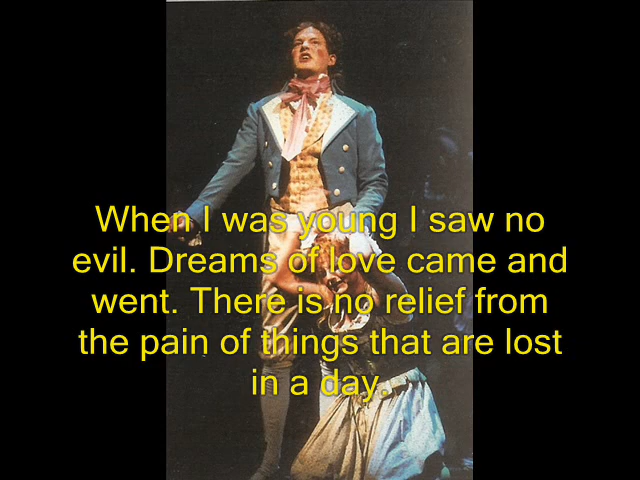 When I was young I saw no
evil. Dreams of love came and
went. There is no relief from
the pain of things that are lost
in a day.